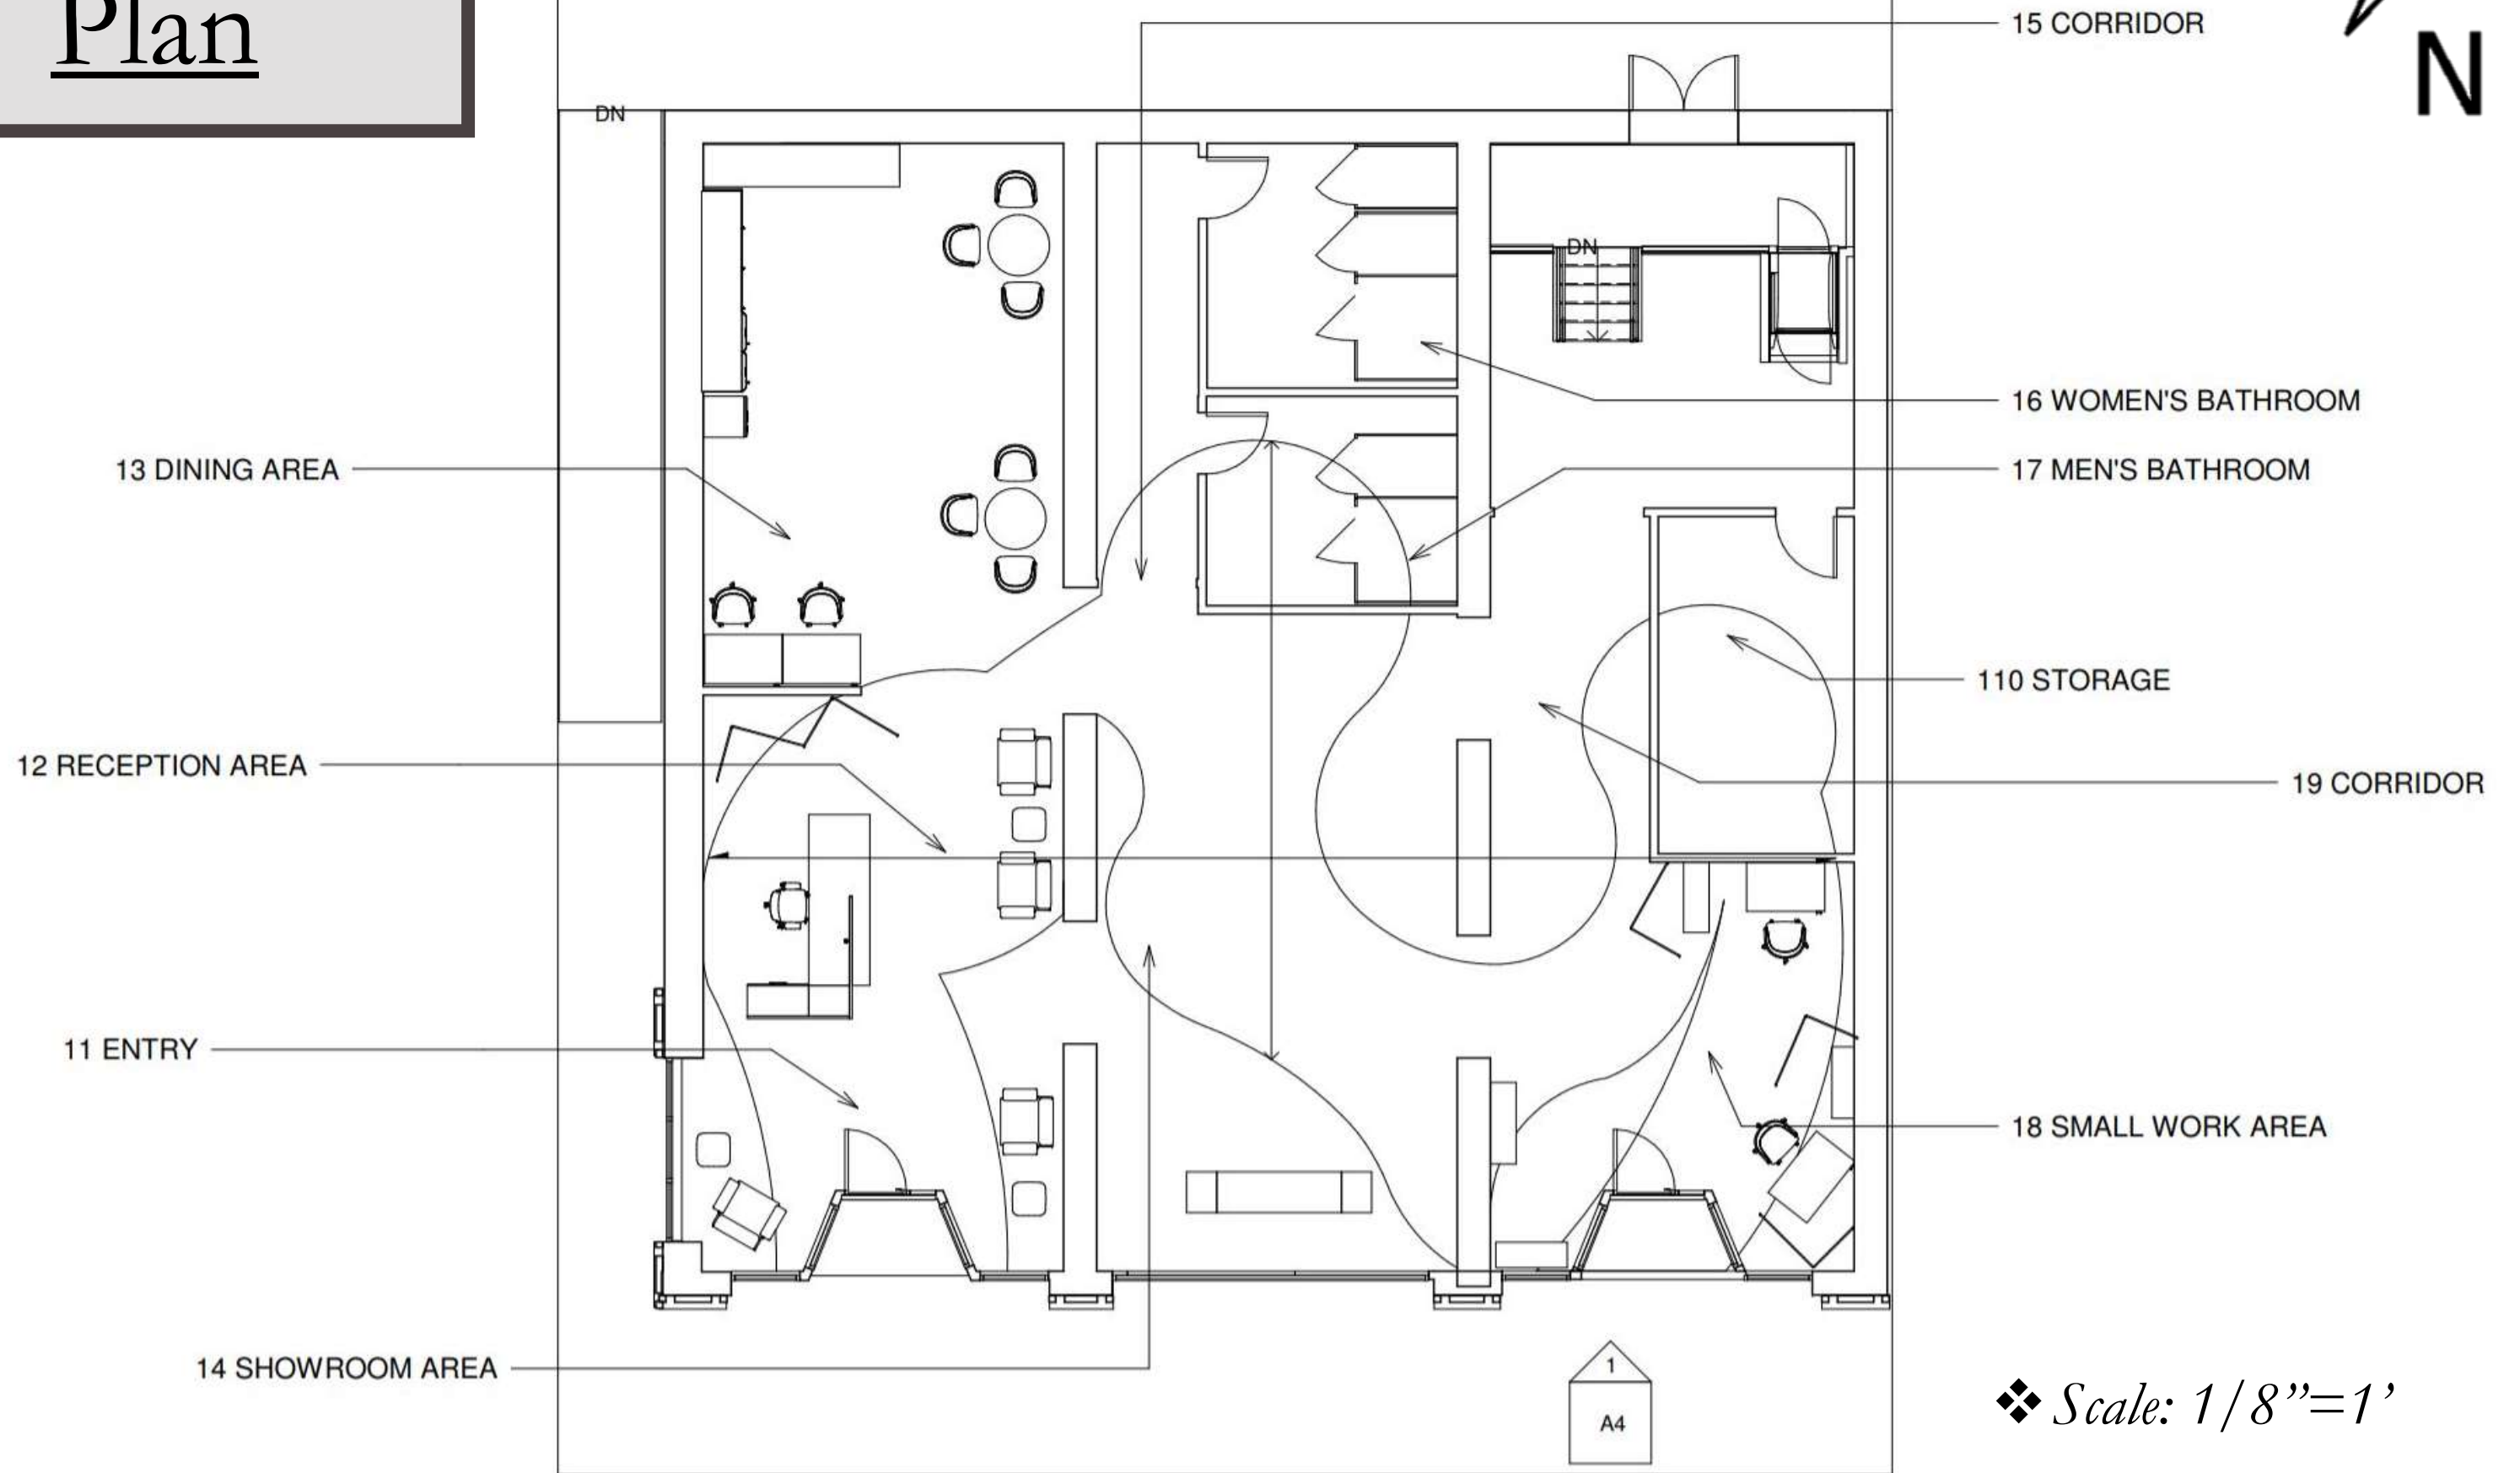 Plan
15 CORRIDOR
N
DN
DN
16 WOMEN'S BATHROOM
13 DINING AREA
17 MEN'S BATHROOM
110 STORAGE
12 RECEPTION AREA
19 CORRIDOR
11 ENTRY
18 SMALL WORK AREA
14 SHOWROOM AREA
1
A4
❖ Scale: 1/8”=1’